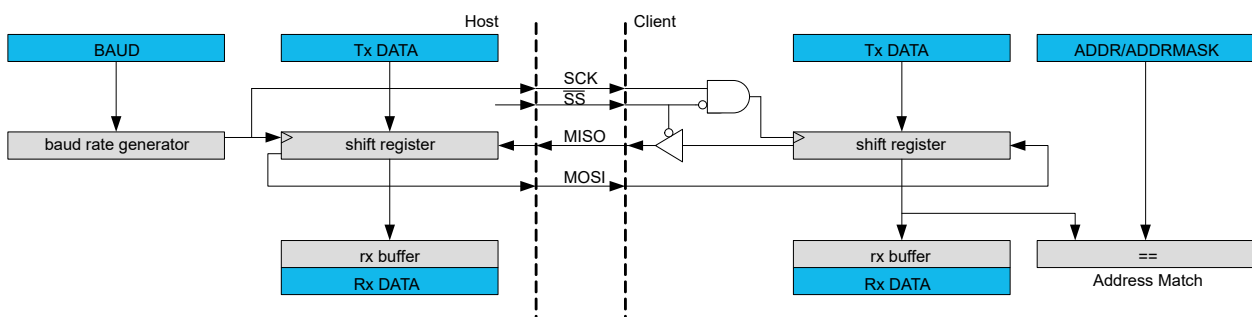 Host
Client
BAUD
Tx DATA
Tx DATA
ADDR/ADDRMASK
SCK
SS
baud rate generator
shift register
MISO
shift register
MOSI
rx buffer
rx buffer
==
Rx DATA
Rx DATA
Address Match